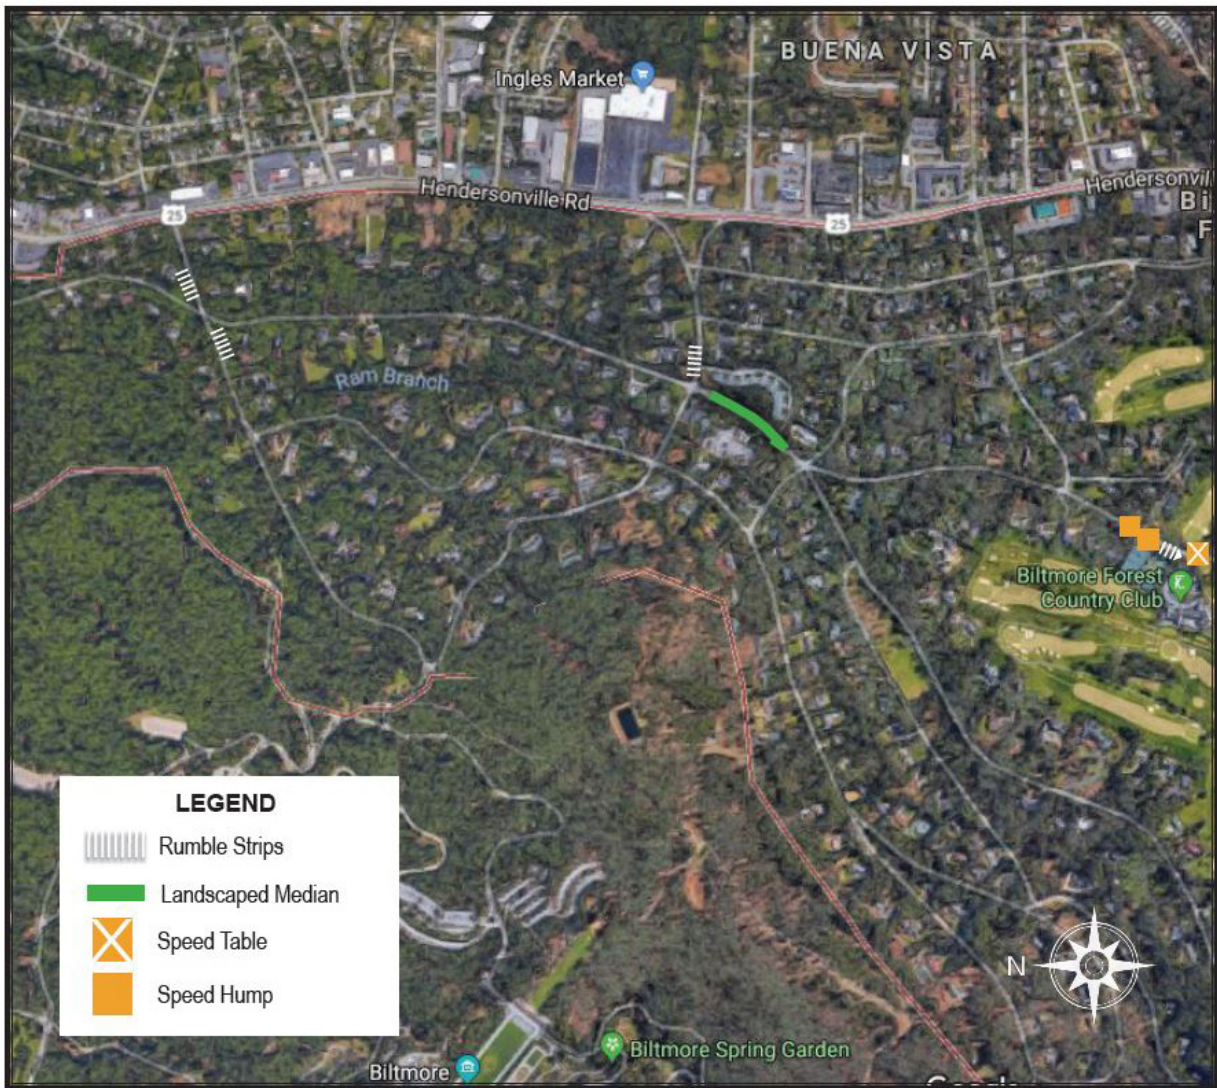 BUENA VISTA
Ingles Market
Hendersonville Rd
Hendersonvil
25
25
Bi
F
Ram Branch
Biltmore Forest
Country Club
LEGEND
Rumble Strips
Landscaped Median
Speed Table
Speed Hump
N
Biltmore Spring Garden
Biltmore